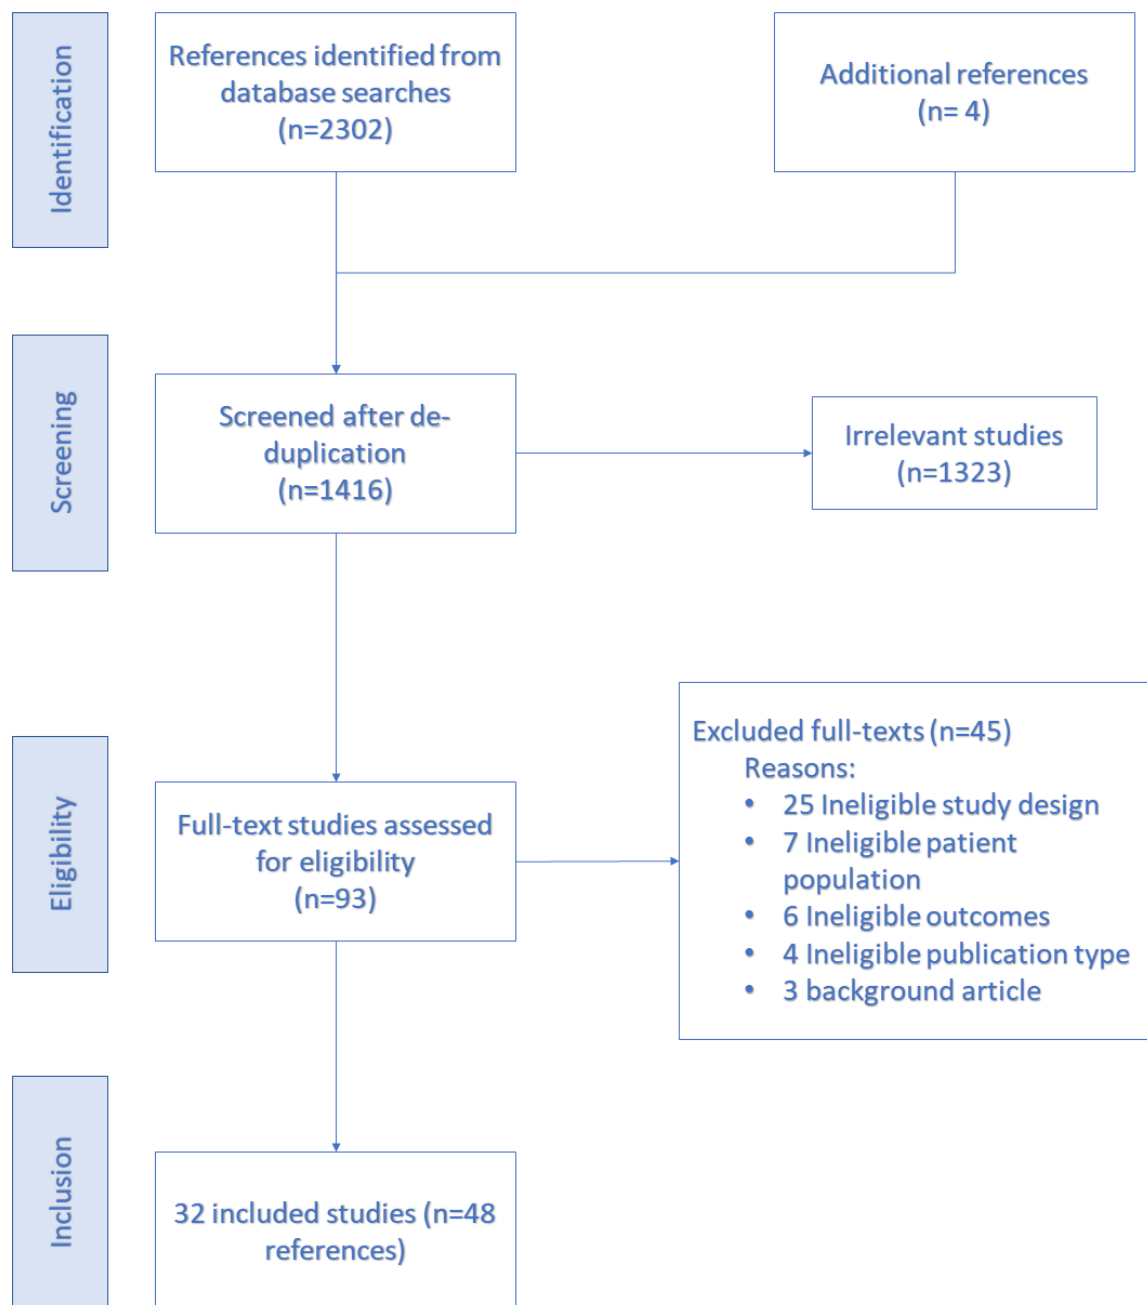 Identification
References identified from
database searches
(n=2302)
Additional references
(n= 4)
Screening
Screened after de-
duplication
(n=1416)
Irrelevant studies
(n=1323)
Eligibility
Full-text studies assessed
for eligibility
(n=93)
Excluded full-texts (n=45)
Reasons:
• 25 Ineligible study design
• 7 Ineligible patient
population
• 6 Ineligible outcomes
• 4 Ineligible publication type
• 3 background article
Inclusion
32 included studies (n=48
references)